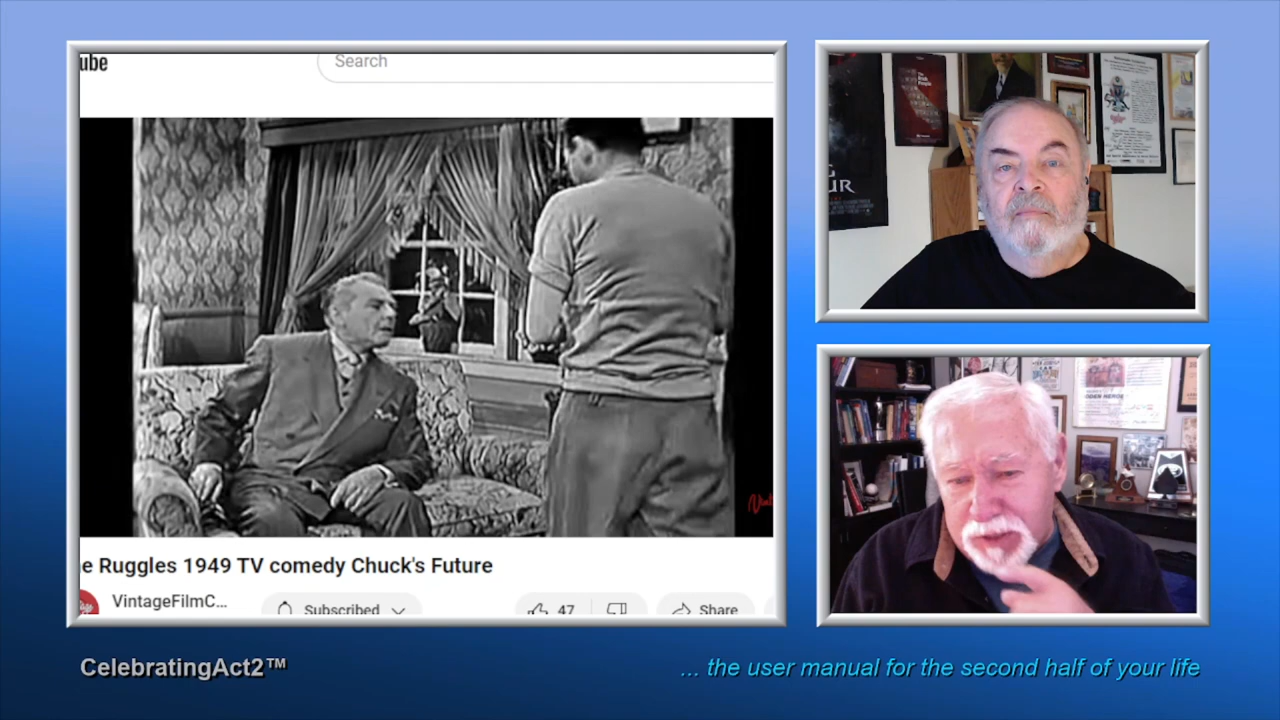 ube
Search
e Ruggles 1949 TV comedy Chuck's Future
VintageFilmC...
Subscribed
47
Share
CelebratingAct2™
... the user manual for the second half of your life